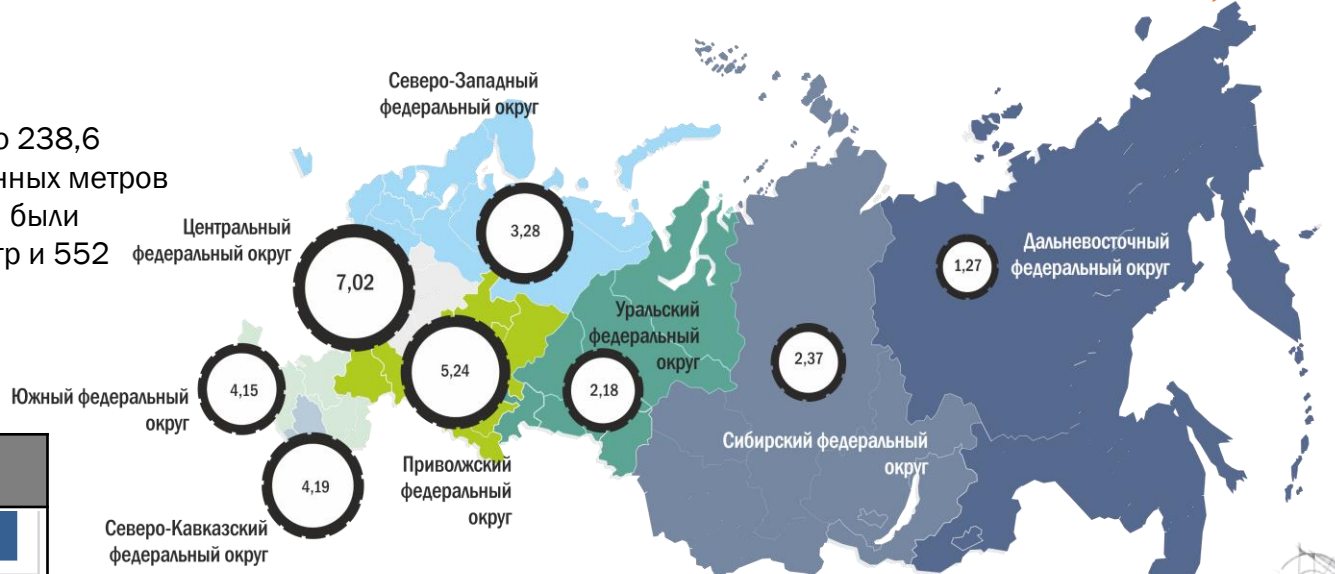 о 238,6
нных метров
были
тр и 552
Северо-Западный
федеральный округ
3,28
Центральный
федеральный округ
7,02
Дальневосточный
федеральный округ
1,27
Уральский
федеральный
округ
2,18
2,37
5,24
4,15
Южный федеральный
округ
Сибирский федеральный
округ
Приволжский
федеральный
округ
4,19
Северо-Кавказский
федеральный округ